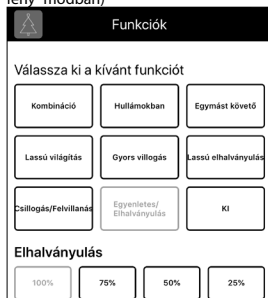 fény" módban)
Funkciók
Válassza ki a kívánt funkciót
Kombináció
Hullámokban
Egymást követő
Lassú világítás
Gyors villogás
Lassú elhalványulás
Csillogás/Felvillanás
Egyenletes/
Elhalványulás
KI
Elhalványulás
100%
75%
50%
25%